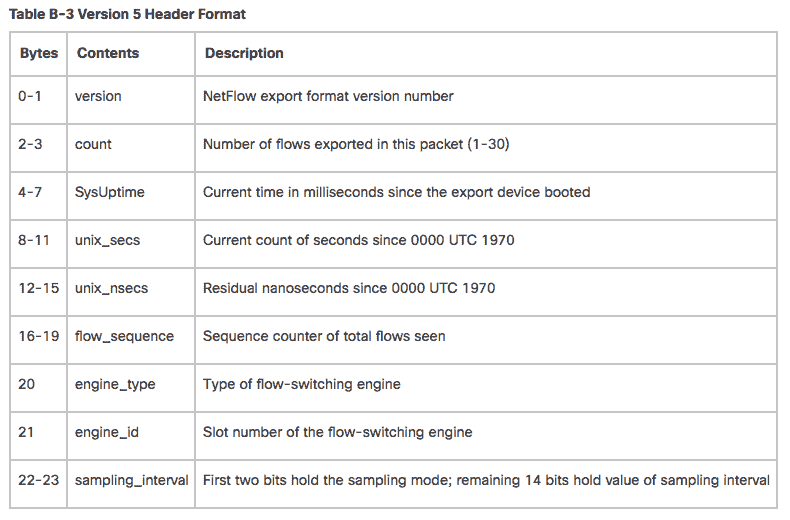 Table B-3 Version 5 Header Format
Bytes Contents Description
0-1 version NetFlow export format version number
2-3 count Number of flows exported in this packet (1-30)
4-7 SysUptime Current time in milliseconds since the export device booted
8-11 unix_secs Current count of seconds since 0000 UTC 1970
12-15 unix_nsecs Residual nanoseconds since 0000 UTC 1970
16-19 flow_sequence Sequence counter of total flows seen
20 engine_type Type of flow-switching engine
21 engine_id Slot number of the flow-switching engine
22-23 sampling_interval First two bits hold the sampling mode; remaining 14 bits hold value of sampling interval